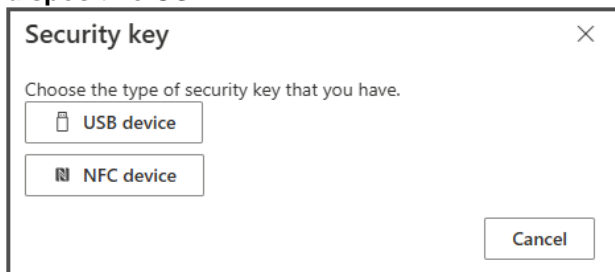 Security key
Choose the type of security key that you have.
USB device
NFC device
Cancel